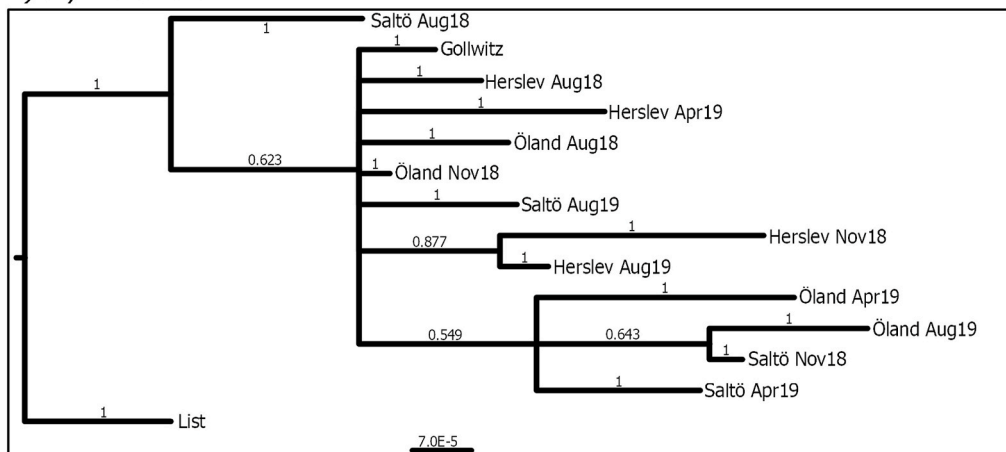 Saltö Aug18
1
1
Gollwitz
1
Herslev Aug18
1
1
Herslev Apr19
1
Öland Aug18
0.623
1
Öland Nov18
1
Saltö Aug19
1
Herslev Nov18
0.877
1
Herslev Aug19
1
Öland Apr19
1
Öland Aug19
0.549
0.643
1
Saltö Nov18
1
Saltö Apr19
1
List
7.0E-5